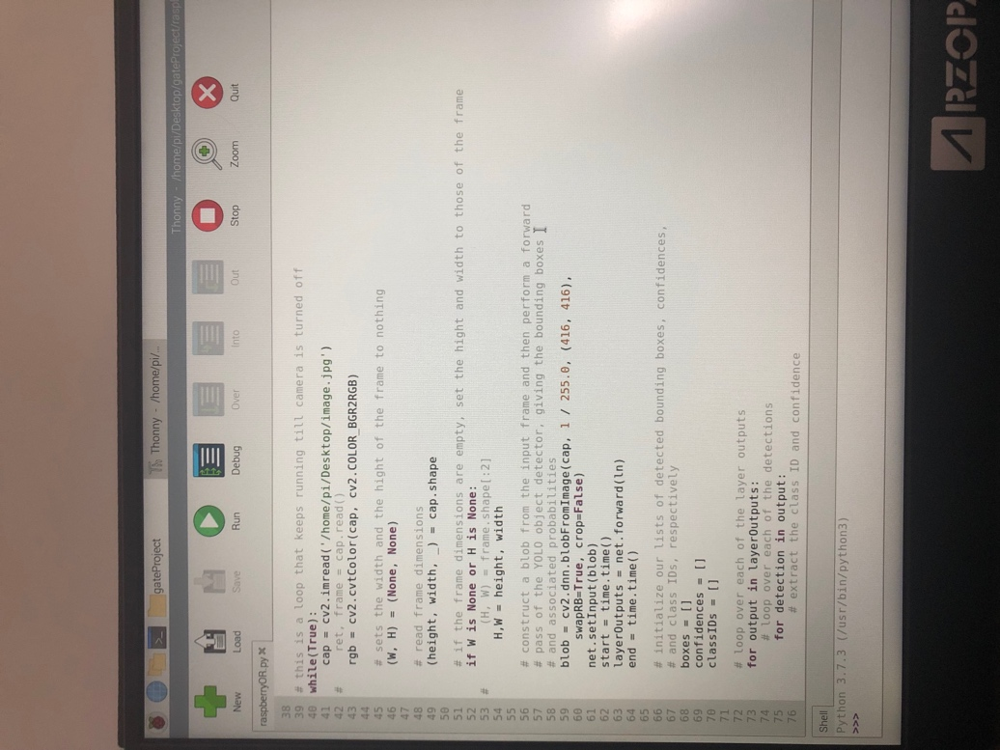 gateProject
Thonny - /home/pi/...
Thonny - /home/pi/Desktop/gateProject/rasp
New
Load
Save
Run
Debug
Over
Into
Out
Stop
Zoom
Quit
raspberryOR.py
38
39 # this is a loop that keeps running till camera is turned off
40 while(True):
41 cap = cv2.imread('/home/pi/Desktop/image.jpg')
42 # ret, frame = cap.read()
43 rgb = cv2.cvtColor(cap, cv2.COLOR_BGR2RGB)
44
45 # sets the width and the hight of the frame to nothing
46 (W, H) = (None, None)
47
48 # read frame dimensions
49 (height, width, _) = cap.shape
50
51 # if the frame dimensions are empty, set the hight and width to those of the frame
52 if W is None or H is None:
53 # (H, W) = frame.shape[:2]
54 H,W = height, width
55
56 # construct a blob from the input frame and then perform a forward
57 # pass of the YOLO object detector, giving the bounding boxes
58 # and associated probabilities
59 blob = cv2.dnn.blobFromImage(cap, 1 / 255.0, (416, 416),
60 swapRB=True, crop=False)
61 net.setInput(blob)
62 start = time.time()
63 layerOutputs = net.forward(ln)
64 end = time.time()
65
66 # initialize our lists of detected bounding boxes, confidences,
67 # and class IDs, respectively
68 boxes = []
69 confidences = []
70 classIDs = []
71
72 # loop over each of the layer outputs
73 for output in layerOutputs:
74 # loop over each of the detections
75 for detection in output:
76 # extract the class ID and confidence
Shell
Python 3.7.3 (/usr/bin/python3)
>>>
ARZOPA